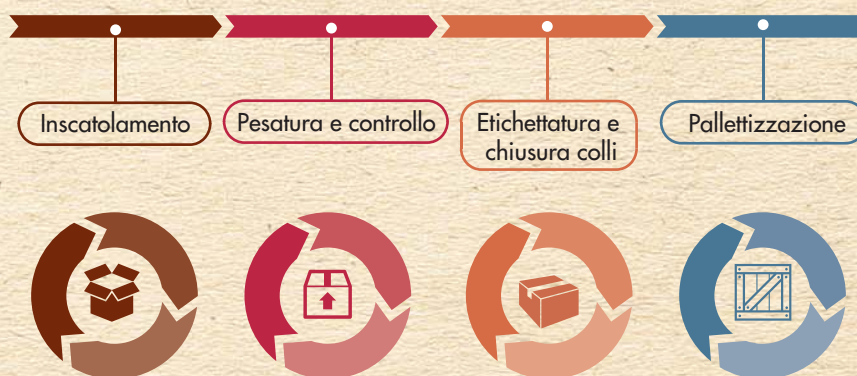 Inscatolamento
Pesatura e controllo
Etichettatura e
chiusura colli
Pallettizzazione